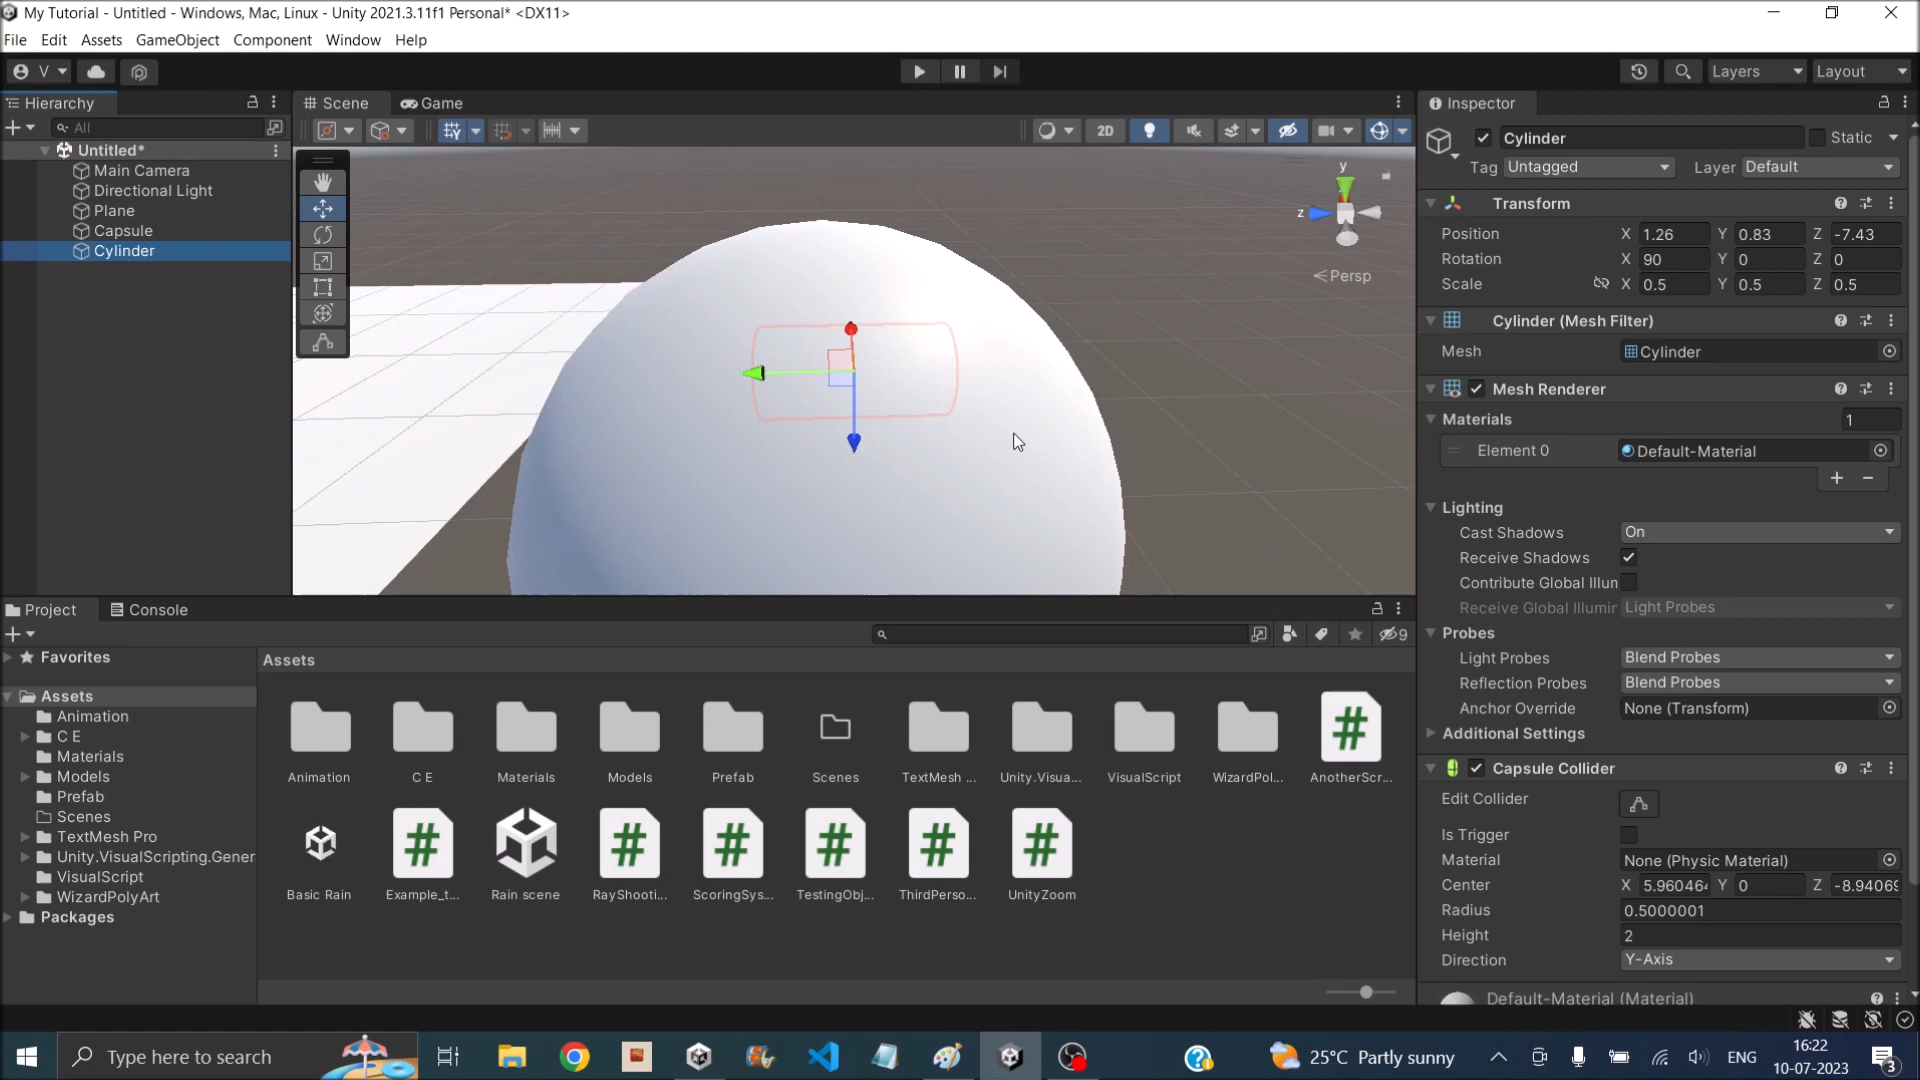 My Tutorial - Untitled - Windows, Mac, Linux - Unity 2021.3.11f1 Personal* <DX11>
File Edit Assets GameObject Component Window Help
V
Layers Layout
Hierarchy
All
Untitled*
Main Camera
Directional Light
Plane
Capsule
Cylinder
Scene Game
2D
y
z
Persp
Inspector
Cylinder Static
Tag Untagged Layer Default
Transform
Position X 1.26 Y 0.83 Z -7.43
Rotation X 90 Y 0 Z 0
Scale X 0.5 Y 0.5 Z 0.5
Cylinder (Mesh Filter)
Mesh Cylinder
Mesh Renderer
Materials 1
Element 0 Default-Material
Lighting
Cast Shadows On
Receive Shadows
Contribute Global Illun
Receive Global Illumir Light Probes
Probes
Light Probes Blend Probes
Reflection Probes Blend Probes
Anchor Override None (Transform)
Additional Settings
Capsule Collider
Edit Collider
Is Trigger
Material None (Physic Material)
Center X 5.96046 Y 0 Z -8.9406
Radius 0.5000001
Height 2
Direction Y-Axis
Default-Material (Material)
Project Console
9
Favorites
Assets
Animation
C E
Materials
Models
Prefab
Scenes
TextMesh Pro
Unity.VisualScripting.Gener
VisualScript
WizardPolyArt
Packages
Assets
Animation C E Materials Models Prefab Scenes TextMesh ... Unity.Visua... VisualScript WizardPol... AnotherScr...
Basic Rain Example_t... Rain scene RayShooti... ScoringSys... TestingObj... ThirdPerso... UnityZoom
Type here to search
25°C Partly sunny
ENG
16:22
10-07-2023
3